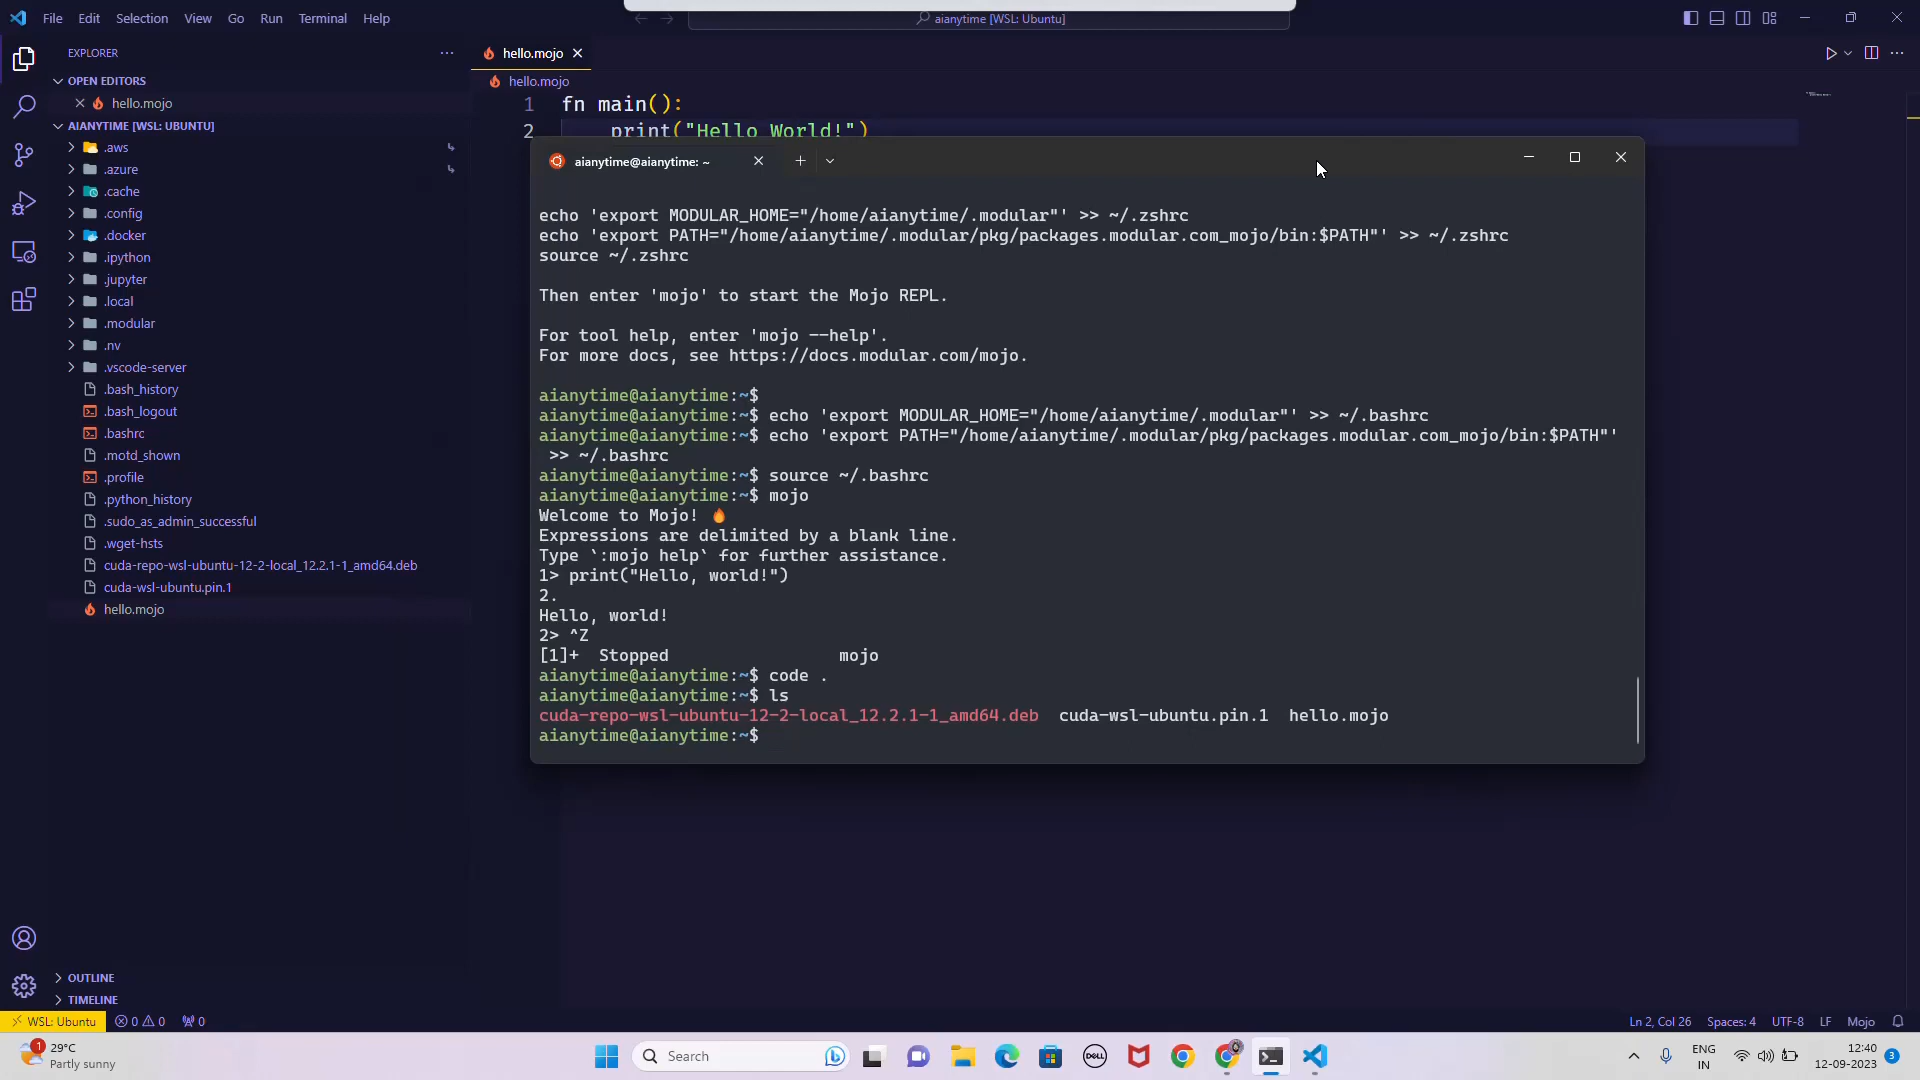 File Edit Selection View Go Run Terminal Help
aianytime [WSL: Ubuntu]
EXPLORER
OPEN EDITORS
hello.mojo
AIANYTIME [WSL: UBUNTU]
.aws
.azure
.cache
.config
.docker
.ipython
.jupyter
.local
.modular
.nv
.vscode-server
.bash_history
.bash_logout
.bashrc
.motd_shown
.profile
.python_history
.sudo_as_admin_successful
.wget-hsts
cuda-repo-wsl-ubuntu-12-2-local_12.2.1-1_amd64.deb
cuda-wsl-ubuntu.pin.1
hello.mojo
OUTLINE
TIMELINE
hello.mojo
hello.mojo
1 fn main():
2 print("Hello World!")
aianytime@aianytime: ~
echo 'export MODULAR_HOME="/home/aianytime/.modular"' >> ~/.zshrc
echo 'export PATH="/home/aianytime/.modular/pkg/packages.modular.com_mojo/bin:$PATH"' >> ~/.zshrc
source ~/.zshrc
Then enter 'mojo' to start the Mojo REPL.
For tool help, enter 'mojo --help'.
For more docs, see https://docs.modular.com/mojo.
aianytime@aianytime:~$
aianytime@aianytime:~$ echo 'export MODULAR_HOME="/home/aianytime/.modular"' >> ~/.bashrc
aianytime@aianytime:~$ echo 'export PATH="/home/aianytime/.modular/pkg/packages.modular.com_mojo/bin:$PATH"'
>> ~/.bashrc
aianytime@aianytime:~$ source ~/.bashrc
aianytime@aianytime:~$ mojo
Welcome to Mojo! 🔥
Expressions are delimited by a blank line.
Type `:mojo help` for further assistance.
1> print("Hello, world!")
2.
Hello, world!
2> ^Z
[1]+ Stopped mojo
aianytime@aianytime:~$ code .
aianytime@aianytime:~$ ls
cuda-repo-wsl-ubuntu-12-2-local_12.2.1-1_amd64.deb cuda-wsl-ubuntu.pin.1 hello.mojo
aianytime@aianytime:~$
WSL: Ubuntu 0 0 0 Ln 2, Col 26 Spaces: 4 UTF-8 LF Mojo
1
29°C
Partly sunny
Search
DELL
ENG
IN
12:40
12-09-2023
3